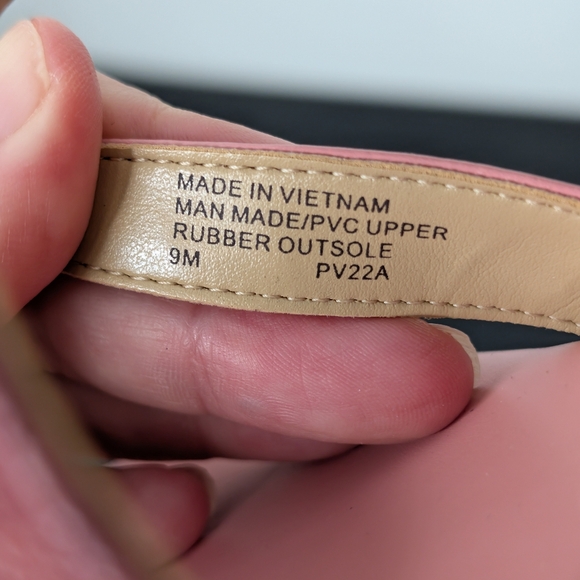 MADE IN VIETNAM
MAN MADE/PVC UPPER
RUBBER OUTSOLE
9M PV22A